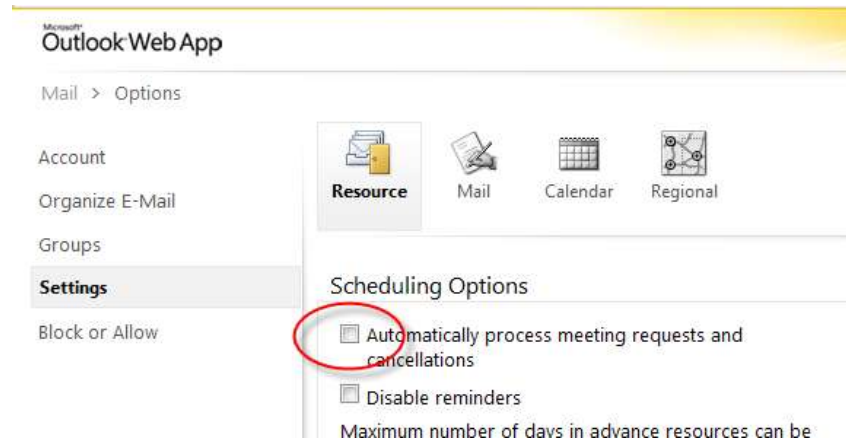 Microsoft
Outlook Web App
Mail > Options
Account
Organize E-Mail
Groups
Settings
Block or Allow
Resource
Mail
Calendar
Regional
Scheduling Options
Automatically process meeting requests and
cancellations
Disable reminders
Maximum number of days in advance resources can be